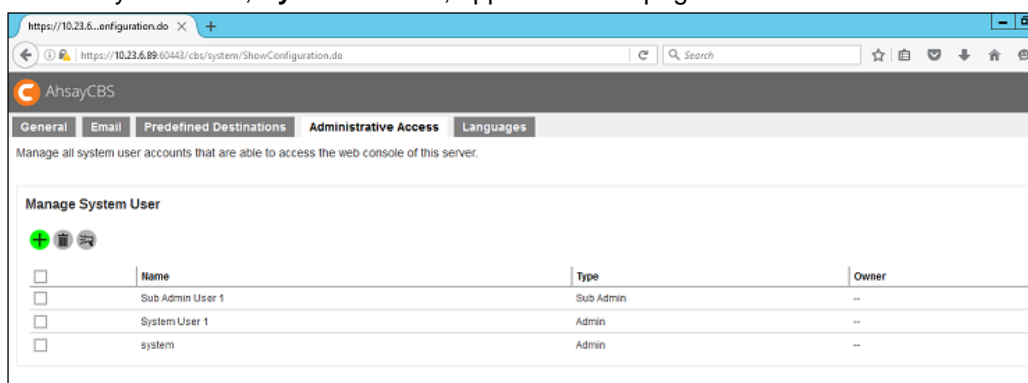 https://10.23.6...onfiguration.do
https://10.23.6.89:60443/cbs/system/ShowConfiguration.do
Search
AhsayCBS
General Email Predefined Destinations Administrative Access Languages
Manage all system user accounts that are able to access the web console of this server.
Manage System User
Name Type Owner
Sub Admin User 1 Sub Admin --
System User 1 Admin --
system Admin --